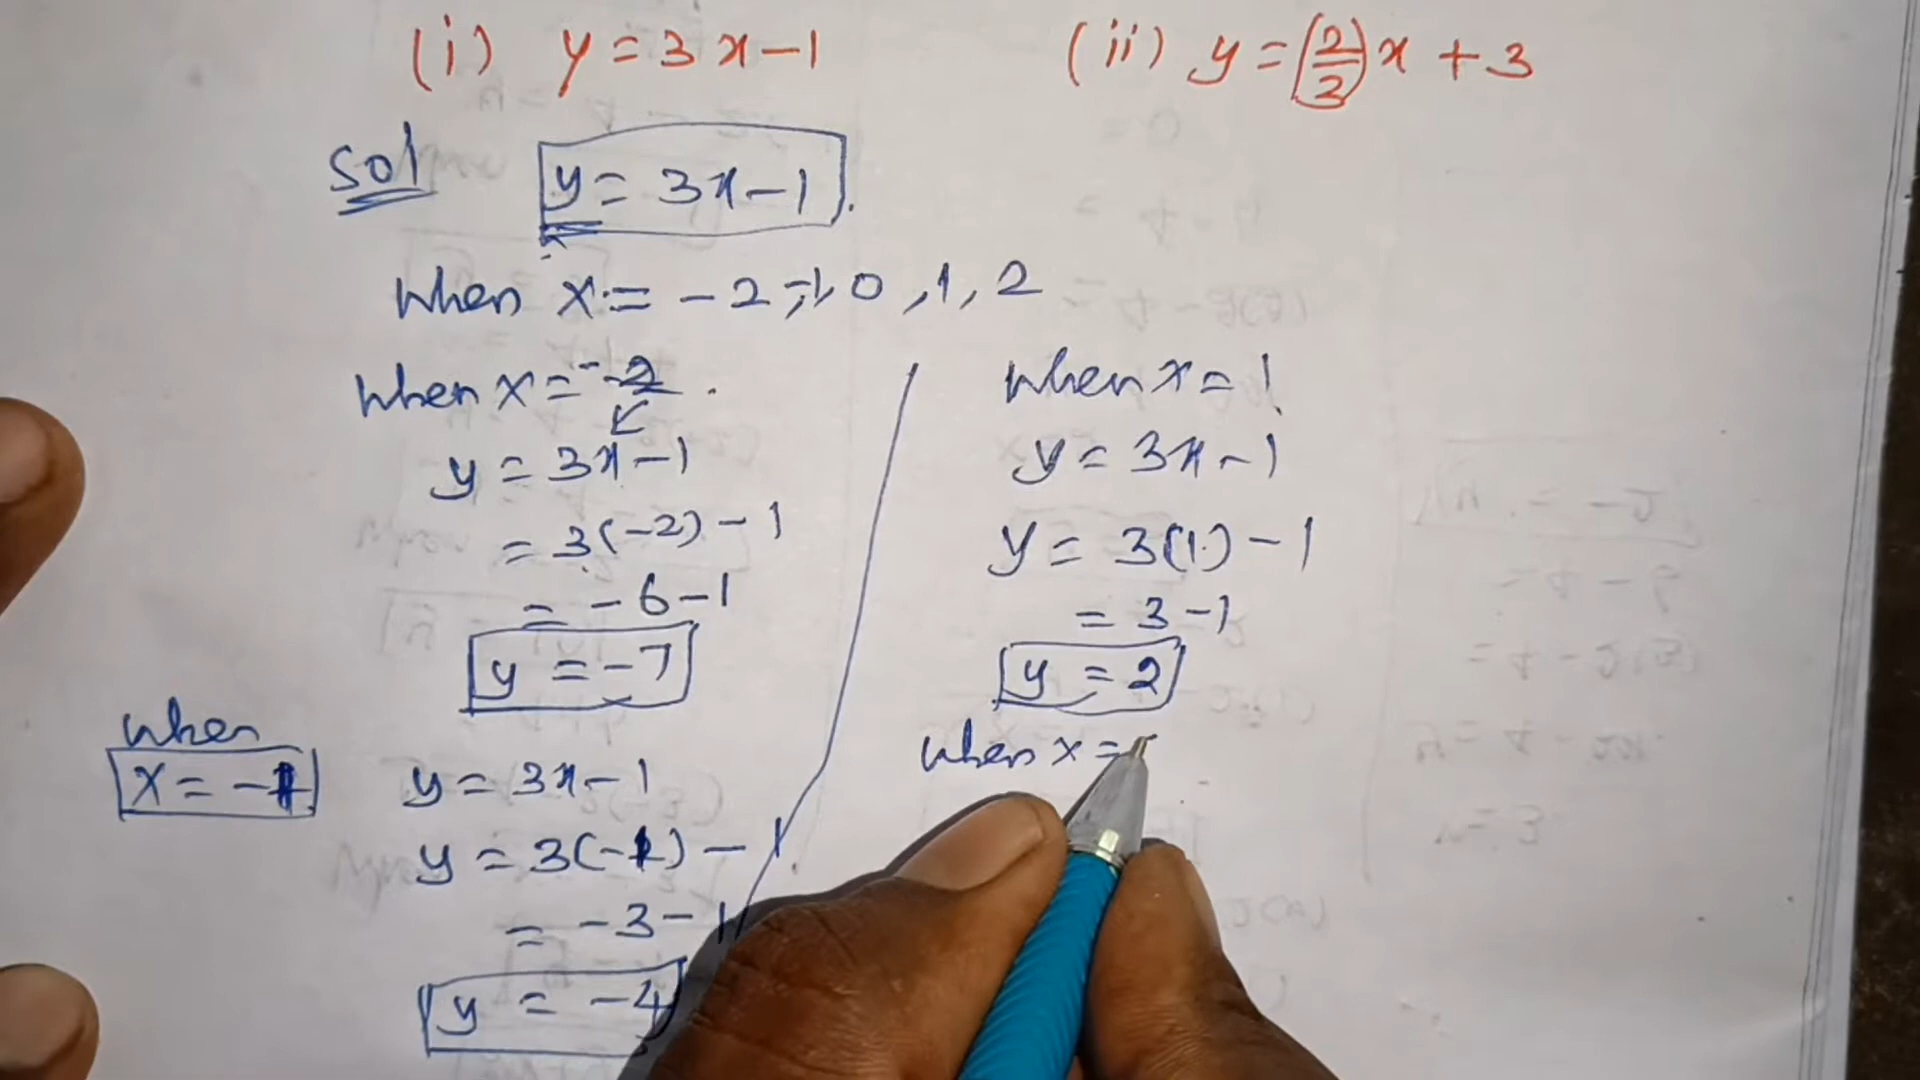 (i) y = 3x - 1
(ii) y = (2/3)x + 3
Sol y = 3x - 1.
When x = -2, -1, 0, 1, 2
When x = -2.
y = 3x - 1
= 3(-2) - 1
= -6 - 1
y = -7
when
x = -1
y = 3x - 1
y = 3(-1) - 1
= -3 - 1
y = -4
When x = 1
y = 3x - 1
y = 3(1) - 1
= 3 - 1
y = 2
When x =